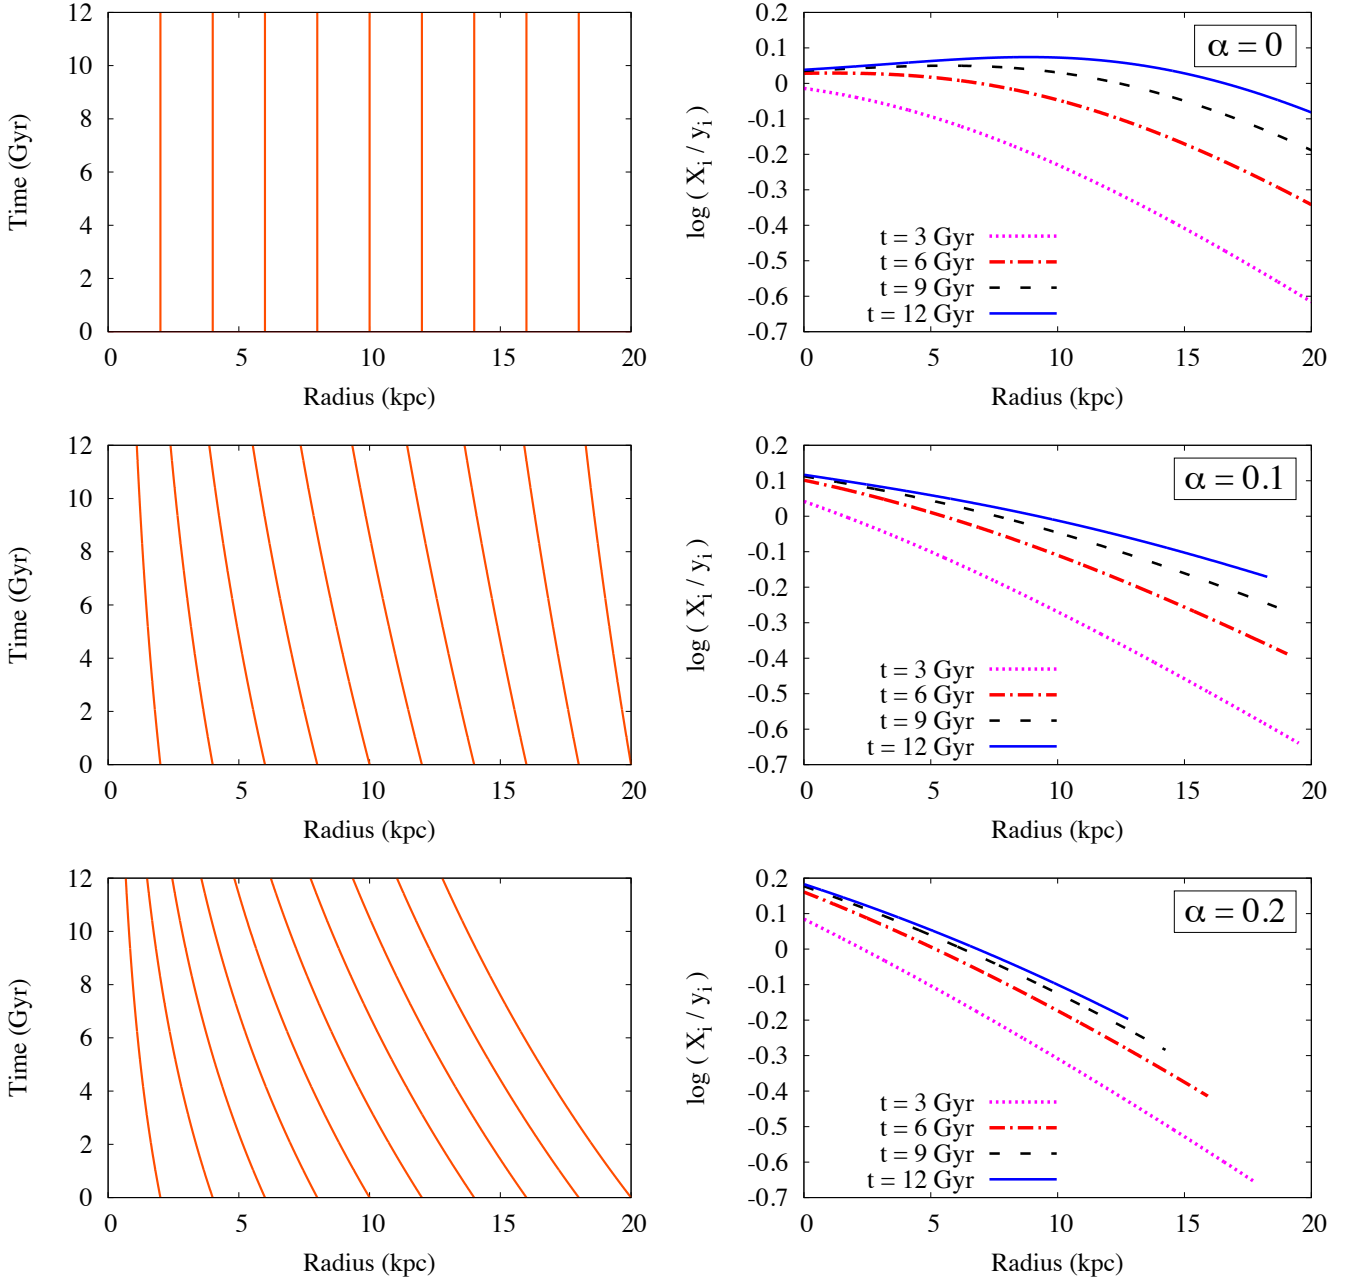 12
10
8
6
4
2
0
Time (Gyr)
0 5 10 15 20
Radius (kpc)
0.2
0.1
0
-0.1
-0.2
-0.3
-0.4
-0.5
-0.6
-0.7
log ( X_i / y_i )
α = 0
t = 3 Gyr
t = 6 Gyr
t = 9 Gyr
t = 12 Gyr
0 5 10 15 20
Radius (kpc)
12
10
8
6
4
2
0
Time (Gyr)
0 5 10 15 20
Radius (kpc)
0.2
0.1
0
-0.1
-0.2
-0.3
-0.4
-0.5
-0.6
-0.7
log ( X_i / y_i )
α = 0.1
t = 3 Gyr
t = 6 Gyr
t = 9 Gyr
t = 12 Gyr
0 5 10 15 20
Radius (kpc)
12
10
8
6
4
2
0
Time (Gyr)
0 5 10 15 20
Radius (kpc)
0.2
0.1
0
-0.1
-0.2
-0.3
-0.4
-0.5
-0.6
-0.7
log ( X_i / y_i )
α = 0.2
t = 3 Gyr
t = 6 Gyr
t = 9 Gyr
t = 12 Gyr
0 5 10 15 20
Radius (kpc)